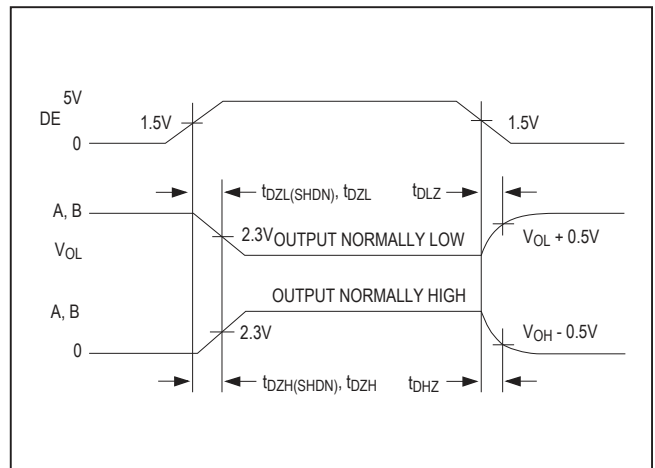 5V
DE
1.5V
1.5V
0
tDZL(SHDN), tDZL
tDLZ
A, B
2.3V
OUTPUT NORMALLY LOW
VOL + 0.5V
VOL
OUTPUT NORMALLY HIGH
A, B
2.3V
VOH - 0.5V
0
tDZH(SHDN), tDZH
tDHZ